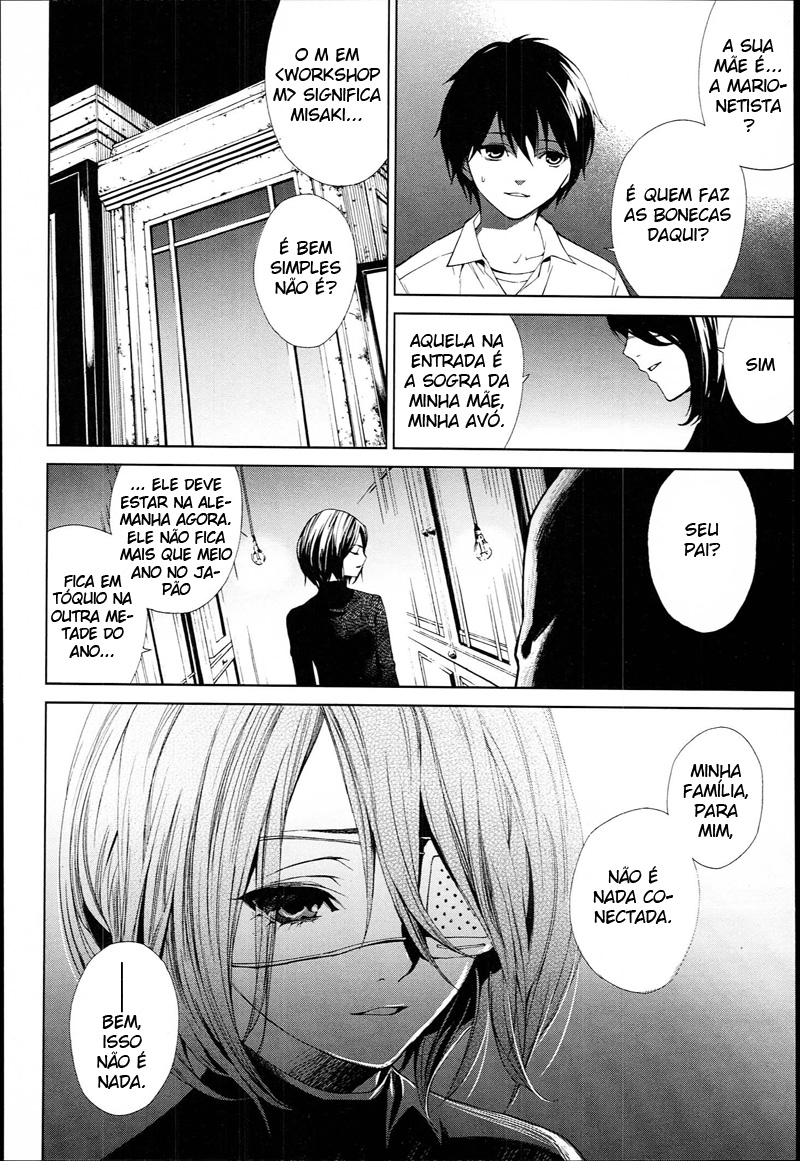 A SUA
MÃE É...
A MARIO-
NETISTA
?
É QUEM FAZ
AS BONECAS
DAQUI?
SIM
AQUELA NA
ENTRADA É
A SOGRA DA
MINHA MÃE,
MINHA AVÓ.
O M EM
<WORKSHOP
M> SIGNIFICA
MISAKI...
É BEM
SIMPLES
NÃO É?
SEU
PAI?
... ELE DEVE
ESTAR NA ALE-
MANHA AGORA.
ELE NÃO FICA
MAIS QUE MEIO
ANO NO JA-
PÃO
FICA EM
TÓQUIO NA
OUTRA ME-
TADE DO
ANO...
MINHA
FAMÍLIA,
PARA
MIM,
NÃO É
NADA CO-
NECTADA.
—
BEM,
ISSO
NÃO É
NADA.